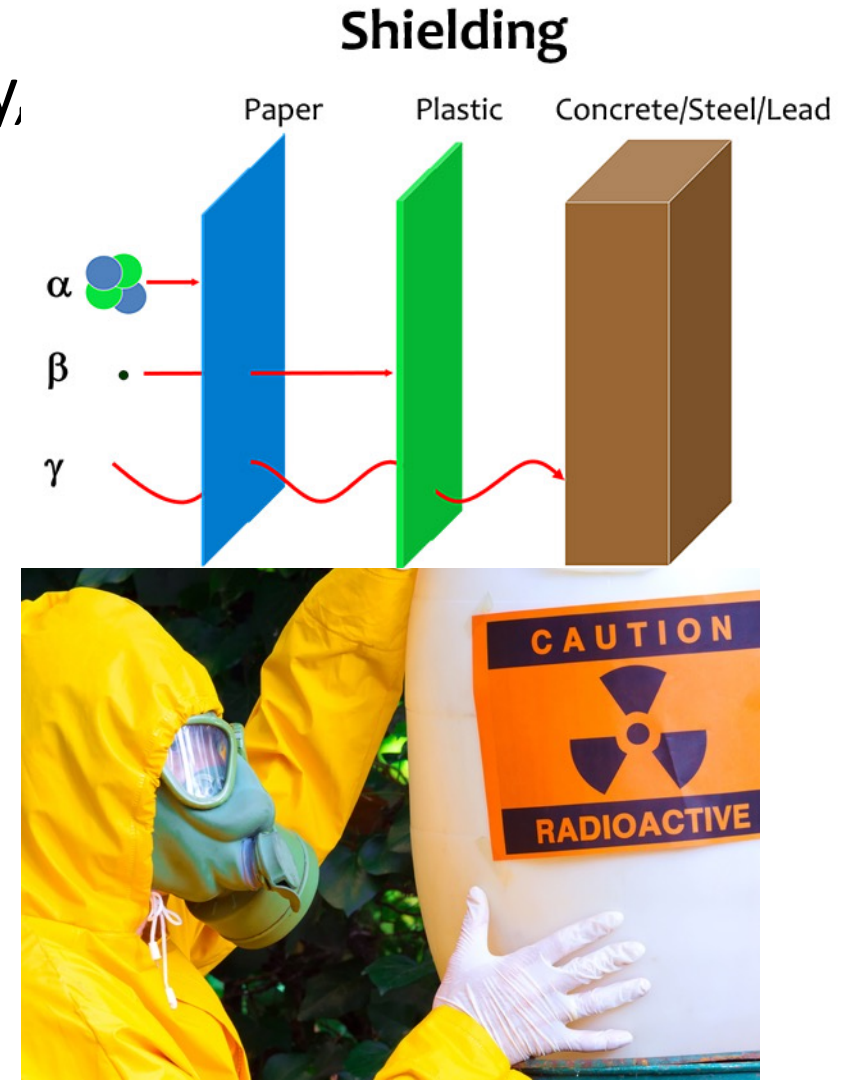 Shielding
y,
Paper Plastic Concrete/Steel/Lead
α
β
γ
CAUTION
RADIOACTIVE